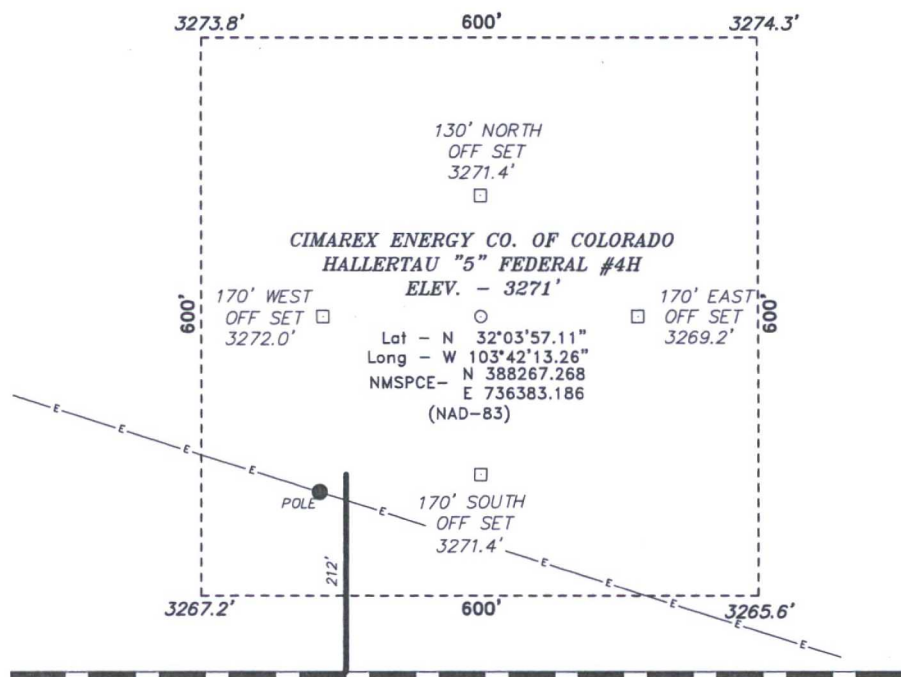 3273.8'
600'
3274.3'
130' NORTH
OFF SET
3271.4'
CIMAREX ENERGY CO. OF COLORADO
HALLERTAU "5" FEDERAL #4H
ELEV. - 3271'
600'
170' WEST
OFF SET
3272.0'
170' EAST
OFF SET
3269.2'
600'
Lat - N 32°03'57.11"
Long - W 103°42'13.26"
NMSPCE- N 388267.268
E 736383.186
(NAD-83)
E
E
E
E
E
POLE
170' SOUTH
OFF SET
3271.4'
212'
E
E
E
E
E
3267.2'
600'
3265.6'